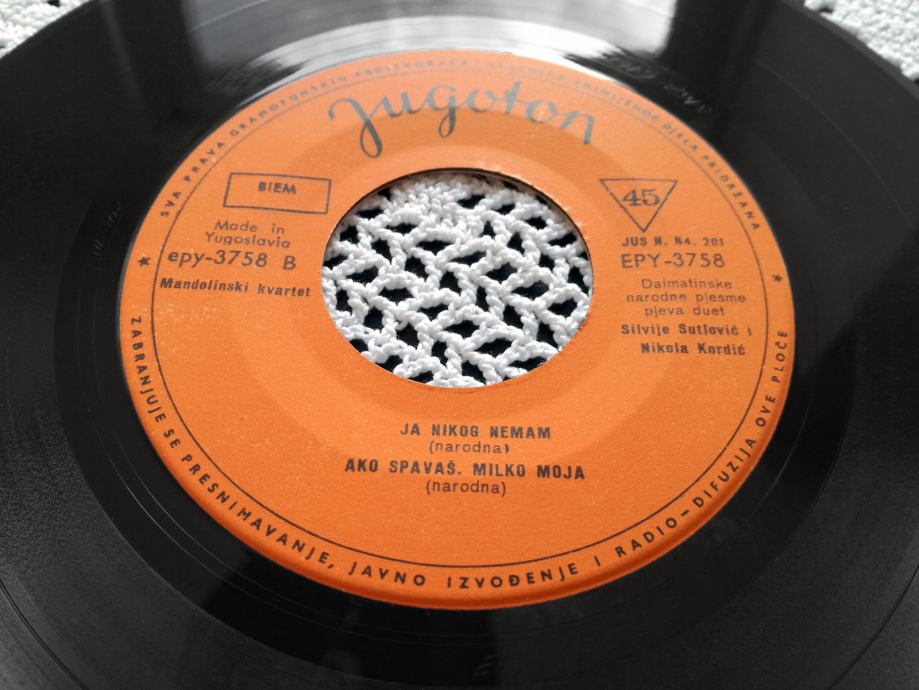 SVA PRAVA GRAMOFONSKIH PROIZVOĐAČA I VLASNICE SNIMLJENOG DJELA PRIDRŽANA
Jugoton
BIEM
45
Made in
Yugoslavia
epy-3758 B
Mandolinski kvartet
JUS N. N4. 201
EPY-3758
Dalmatinske
narodne pjesme
pjeva duet
Silvije Sutlović i
Nikola Kordić
JA NIKOG NEMAM
(narodna)
AKO SPAVAŠ. MILKO MOJA
(narodna)
ZABRANJUJE SE PRESNIMAVANJE, JAVNO IZVOĐENJE I RADIO-DIFUZIJA OVE PLOČE